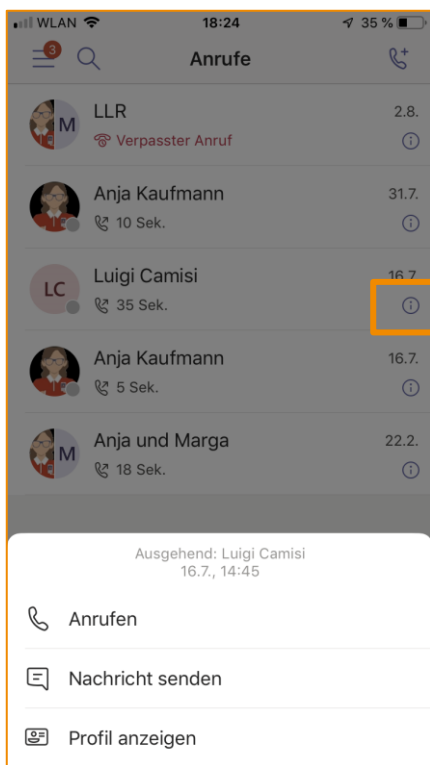 WLAN 18:24 35 %
3 Anrufe
LLR 2.8.
M
Verpasster Anruf
Anja Kaufmann 31.7.
10 Sek.
Luigi Camisi 16.7.
LC
35 Sek.
Anja Kaufmann 16.7.
5 Sek.
Anja und Marga 22.2.
M
18 Sek.
Ausgehend: Luigi Camisi
16.7., 14:45
Anrufen
Nachricht senden
Profil anzeigen